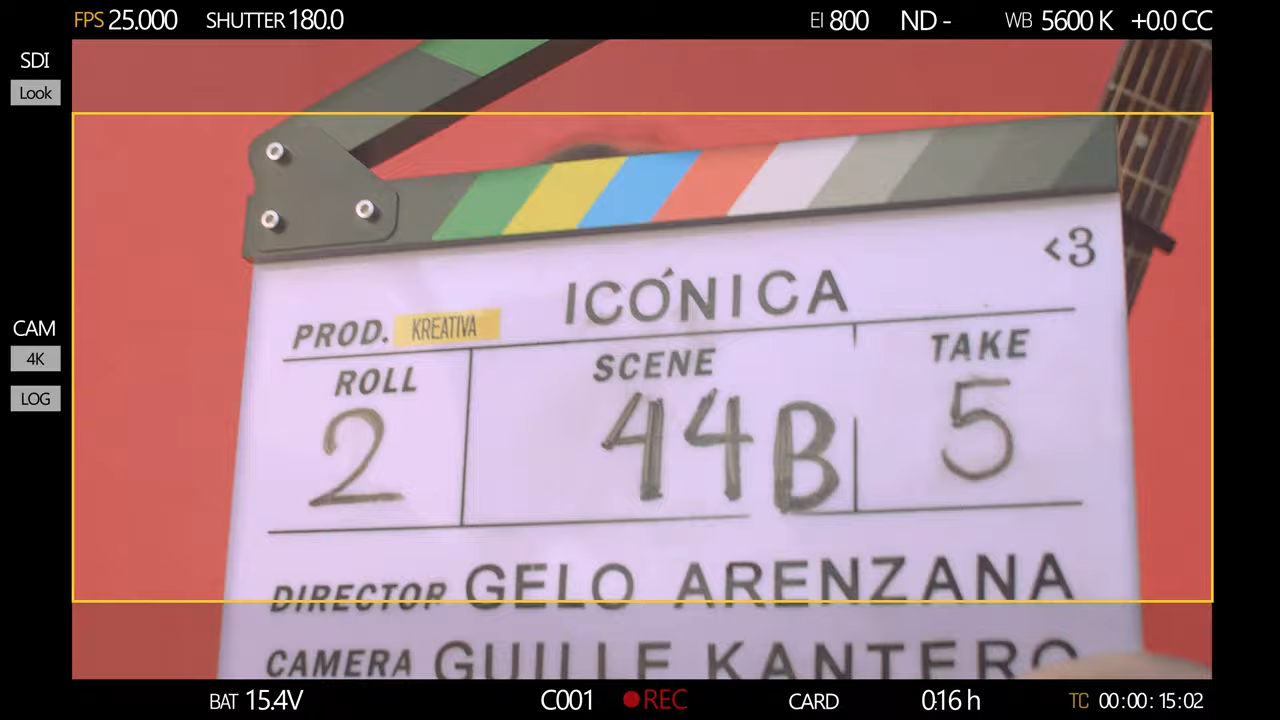 FPS 25.000 SHUTTER 180.0 EI 800 ND - WB 5600 K +0.0 CC
SDI
Look
<3
ICÓNICA
PROD. KREATIVA
ROLL SCENE TAKE
2 44B 5
CAM
4K
LOG
DIRECTOR GELO ARENZANA
CAMERA GUILLE KANTERO
BAT 15.4V C001 REC CARD 0:16 h TC 00:00:15:02